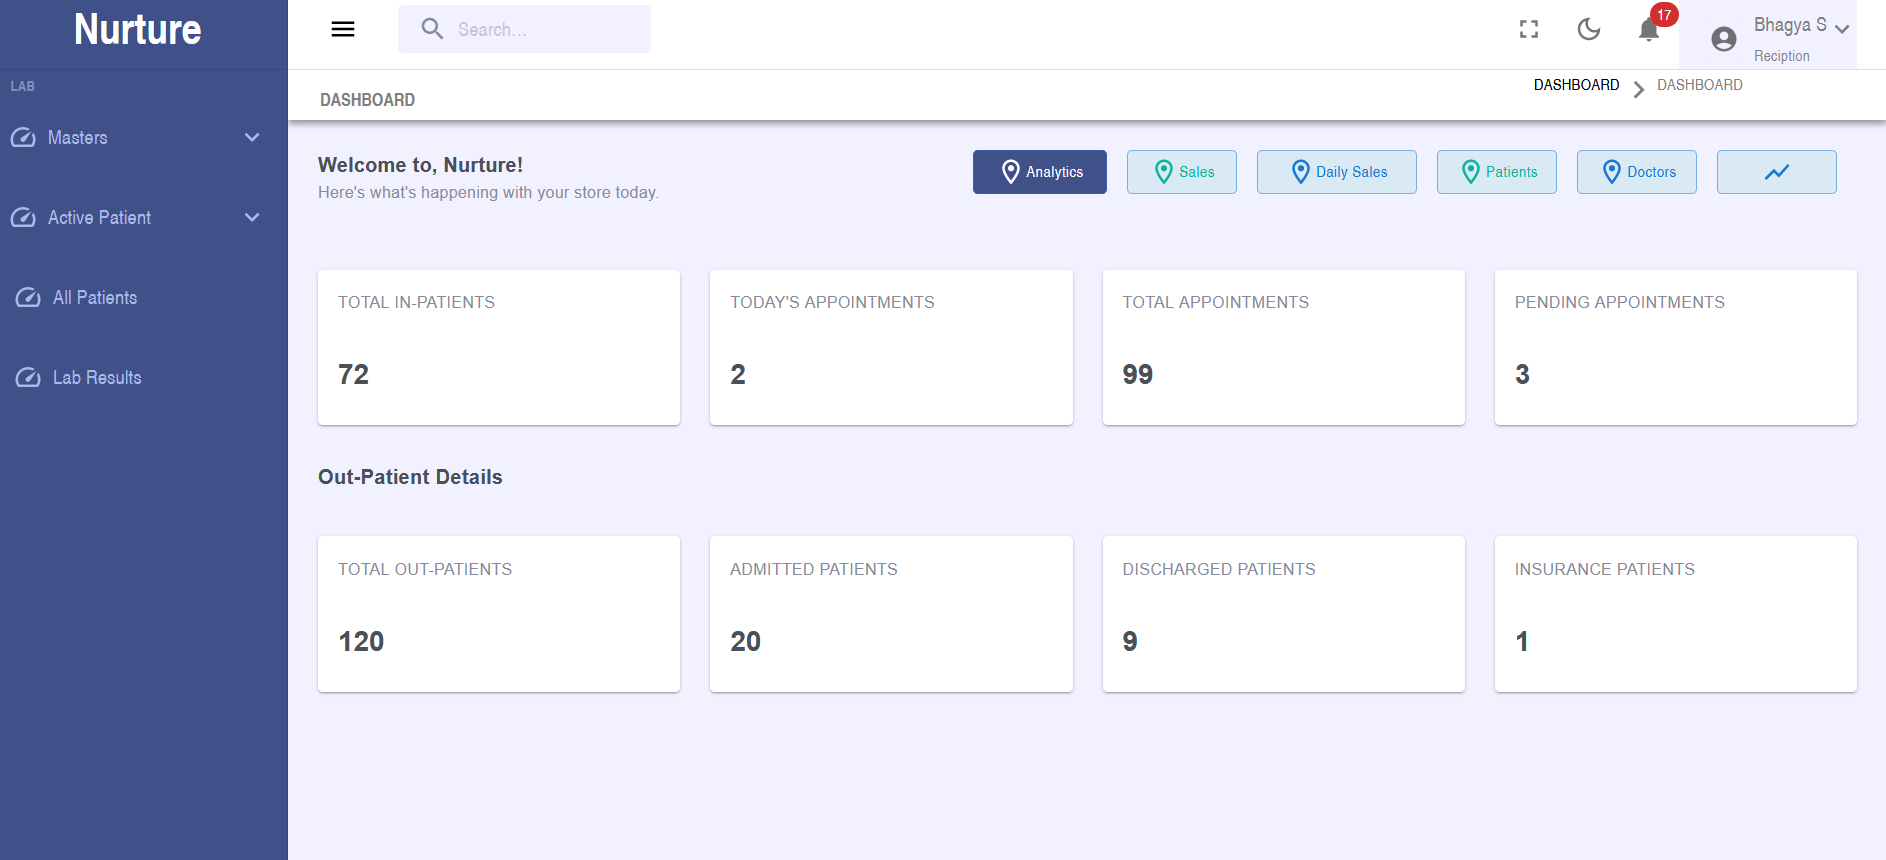 Nurture
Search...
17
Bhagya S
Reciption
LAB
Masters
Active Patient
All Patients
Lab Results
DASHBOARD
DASHBOARD DASHBOARD
Welcome to, Nurture!
Here's what's happening with your store today.
Analytics
Sales
Daily Sales
Patients
Doctors
TOTAL IN-PATIENTS
72
TODAY'S APPOINTMENTS
2
TOTAL APPOINTMENTS
99
PENDING APPOINTMENTS
3
Out-Patient Details
TOTAL OUT-PATIENTS
120
ADMITTED PATIENTS
20
DISCHARGED PATIENTS
9
INSURANCE PATIENTS
1